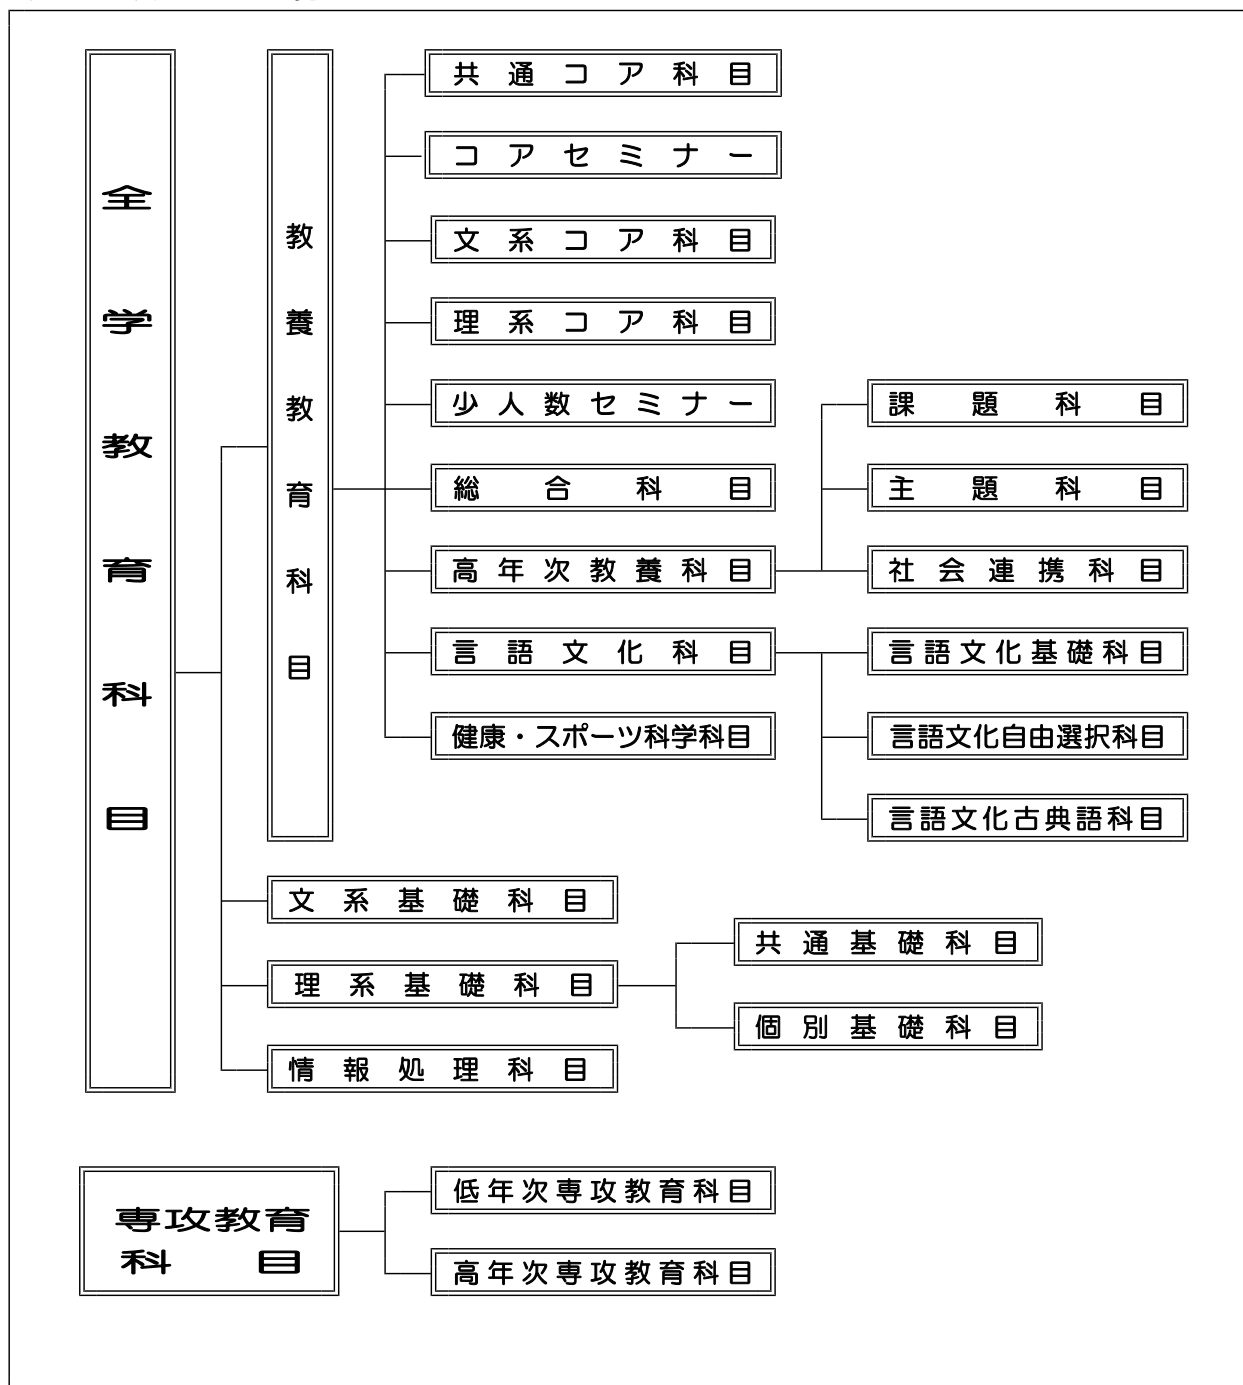 全学教育科目
教養教育科目
共通コア科目
コアセミナー
文系コア科目
理系コア科目
少人数セミナー
総合科目
高年次教養科目
課題科目
主題科目
社会連携科目
言語文化科目
言語文化基礎科目
言語文化自由選択科目
言語文化古典語科目
健康・スポーツ科学科目
文系基礎科目
理系基礎科目
共通基礎科目
個別基礎科目
情報処理科目
専攻教育
科目
低年次専攻教育科目
高年次専攻教育科目